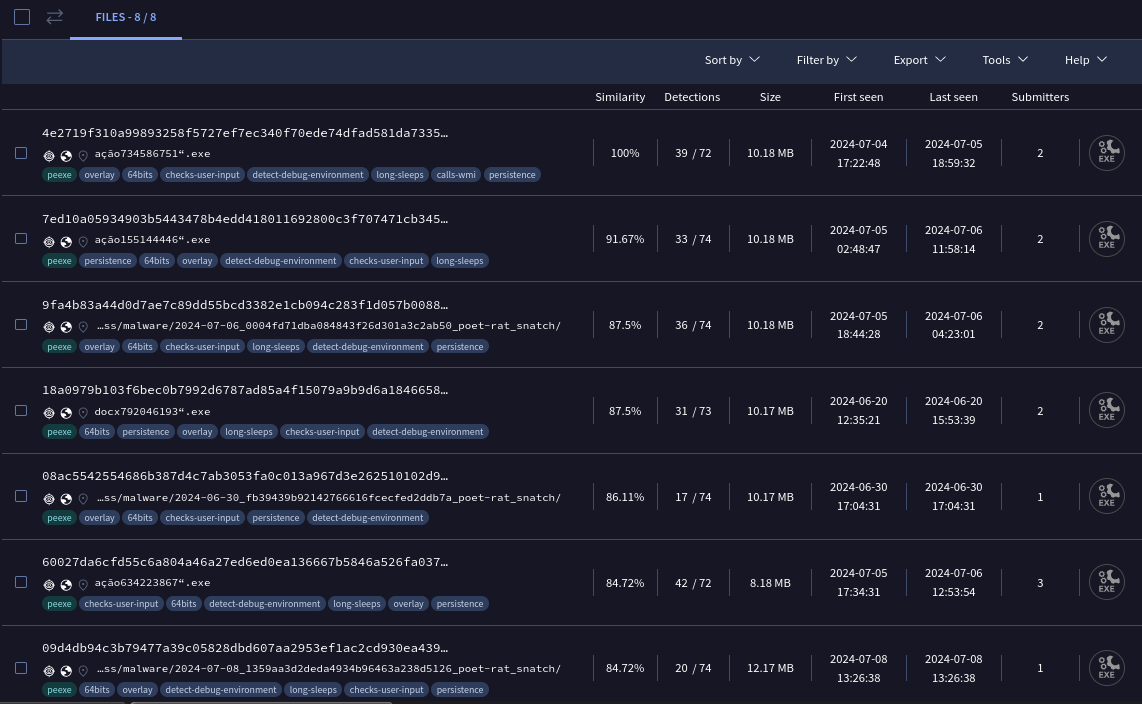 FILES - 8 / 8
Sort by Filter by Export Tools Help
Similarity Detections Size First seen Last seen Submitters
4e2719f310a99893258f5727ef7ec340f70ede74dfad581da7335…
ação734586751“.exe
peexe overlay 64bits checks-user-input detect-debug-environment long-sleeps calls-wmi persistence
100% 39 / 72 10.18 MB 2024-07-04 17:22:48 2024-07-05 18:59:32 2 EXE
7ed10a05934903b5443478b4edd418011692800c3f707471cb345…
ação155144446“.exe
peexe persistence 64bits overlay detect-debug-environment checks-user-input long-sleeps
91.67% 33 / 74 10.18 MB 2024-07-05 02:48:47 2024-07-06 11:58:14 2 EXE
9fa4b83a44d0d7ae7c89dd55bcd3382e1cb094c283f1d057b0088…
…ss/malware/2024-07-06_0004fd71dba084843f26d301a3c2ab50_poet-rat_snatch/
peexe overlay 64bits checks-user-input long-sleeps detect-debug-environment persistence
87.5% 36 / 74 10.18 MB 2024-07-05 18:44:28 2024-07-06 04:23:01 2 EXE
18a0979b103f6bec0b7992d6787ad85a4f15079a9b9d6a1846658…
docx792046193“.exe
peexe 64bits persistence overlay long-sleeps checks-user-input detect-debug-environment
87.5% 31 / 73 10.17 MB 2024-06-20 12:35:21 2024-06-20 15:53:39 2 EXE
08ac5542554686b387d4c7ab3053fa0c013a967d3e262510102d9…
…ss/malware/2024-06-30_fb39439b92142766616fcecfed2ddb7a_poet-rat_snatch/
peexe overlay 64bits checks-user-input persistence detect-debug-environment
86.11% 17 / 74 10.17 MB 2024-06-30 17:04:31 2024-06-30 17:04:31 1 EXE
60027da6cfd55c6a804a46a27ed6ed0ea136667b5846a526fa037…
ação634223867“.exe
peexe checks-user-input 64bits detect-debug-environment long-sleeps overlay persistence
84.72% 42 / 72 8.18 MB 2024-07-05 17:34:31 2024-07-06 12:53:54 3 EXE
09d4db94c3b79477a39c05828dbd607aa2953ef1ac2cd930ea439…
…ss/malware/2024-07-08_1359aa3d2deda4934b96463a238d5126_poet-rat_snatch/
peexe 64bits overlay detect-debug-environment long-sleeps checks-user-input persistence
84.72% 20 / 74 12.17 MB 2024-07-08 13:26:38 2024-07-08 13:26:38 1 EXE